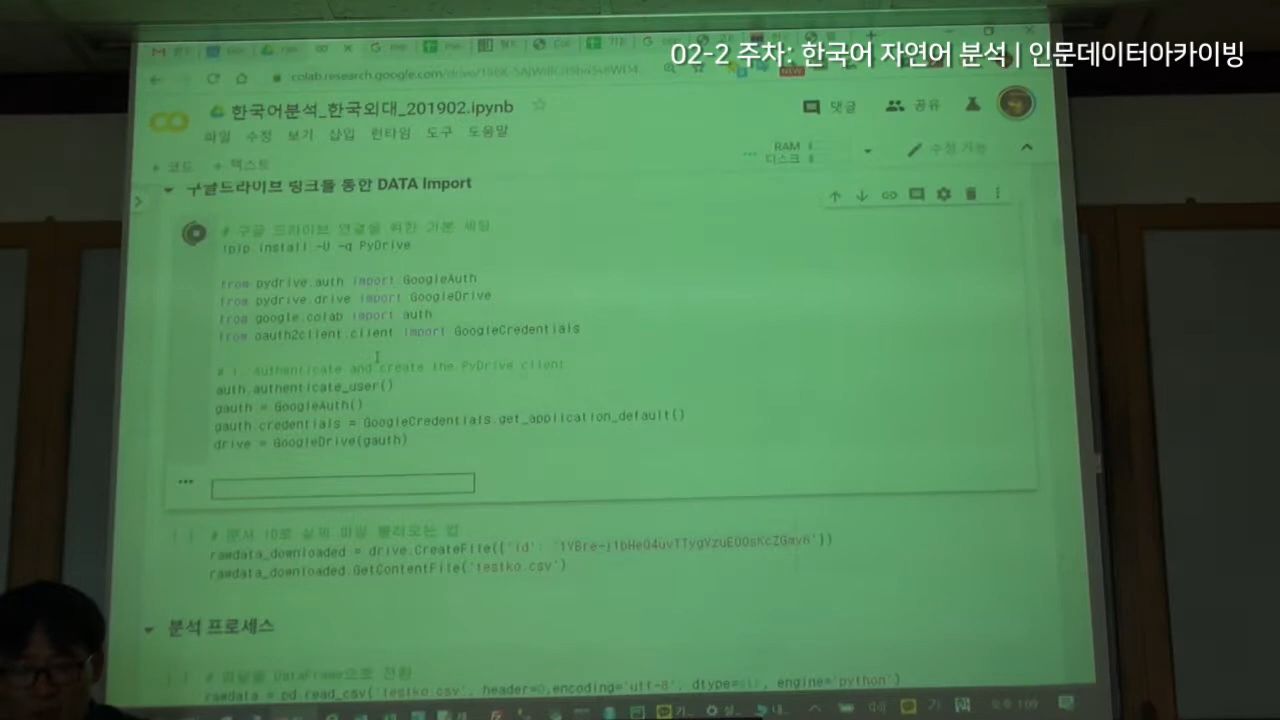 02-2 주차: 한국어 자연어 분석 | 인문데이터아카이빙
colab.research.google.com/drive/
한국어분석_한국외대_201902.ipynb
댓글
공유
파일 수정 보기 삽입 런타임 도구 도움말
+ 코드 + 텍스트
RAM
디스크
수정 가능
구글드라이브 링크를 통한 DATA Import
# 구글 드라이브 연결을 위한 기본 세팅
!pip install -U -q PyDrive
from pydrive.auth import GoogleAuth
from pydrive.drive import GoogleDrive
from google.colab import auth
from oauth2client.client import GoogleCredentials
# 1. Authenticate and create the PyDrive client
auth.authenticate_user()
gauth = GoogleAuth()
gauth.credentials = GoogleCredentials.get_application_default()
drive = GoogleDrive(gauth)
[ ] # 문서 ID로 실제 파일 불러오는 법
rawdata_downloaded = drive.CreateFile({'id':
rawdata_downloaded.GetContentFile('testko.csv')
분석 프로세스
[ ] # 파일을 DataFrame으로 전환
rawdata = pd.read_csv('testko.csv', header=0,encoding='utf-8', dtype=str, engine='python')
오후 1:09